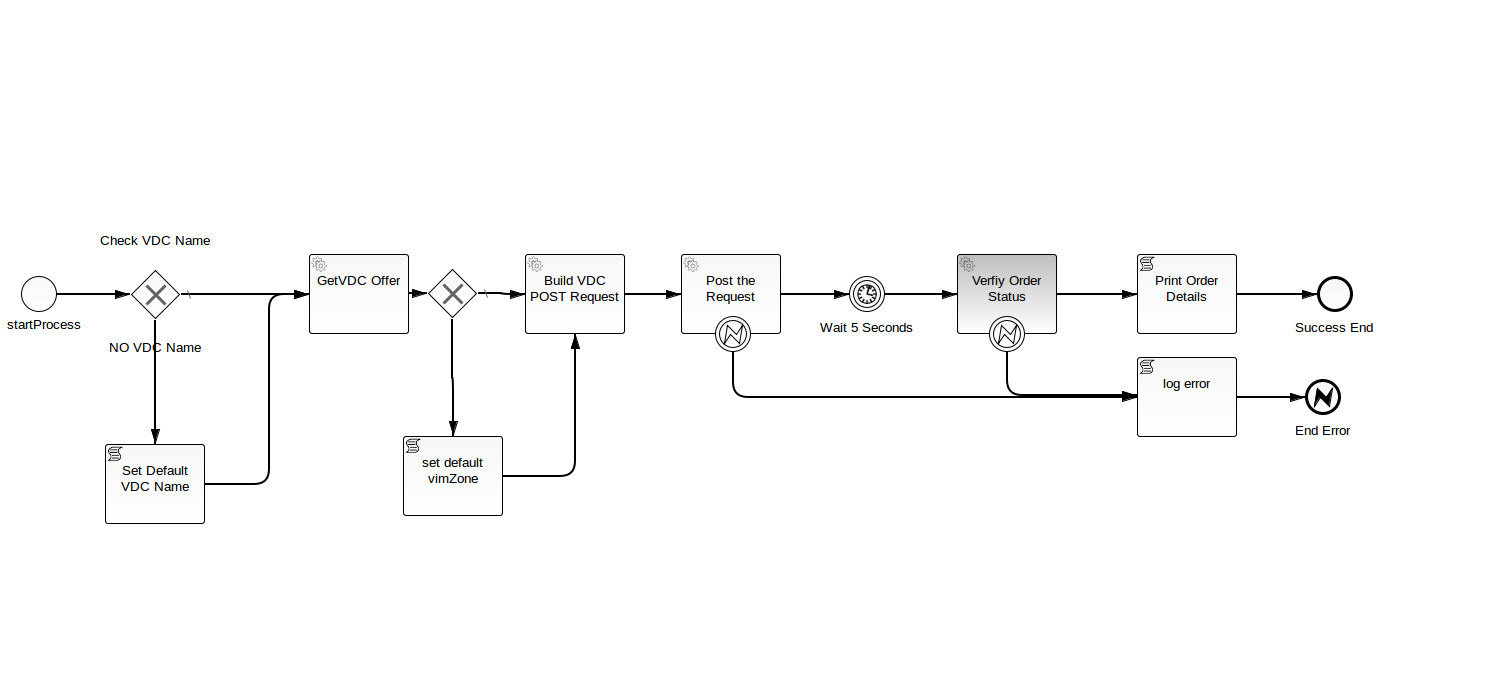 Check VDC Name
startProcess
NO VDC Name
Set Default
VDC Name
GetVDC Offer
set default
vimZone
Build VDC
POST Request
Post the
Request
Wait 5 Seconds
Verfiy Order
Status
Print Order
Details
Success End
log error
End Error